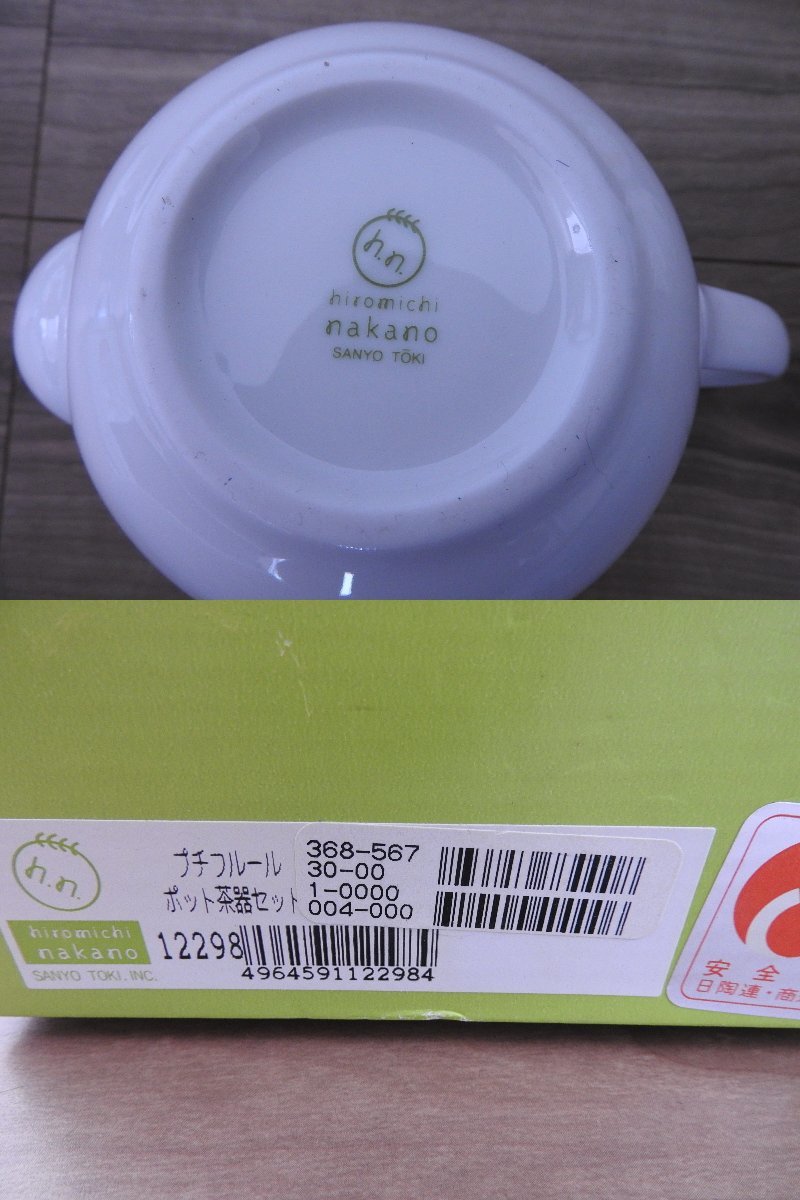 h.n.
hiromichi
nakano
SANYO TŌKI
h.n.
hiromichi
nakano
SANYO TOKI, INC.
プチフルール
ポット茶器セット
12298
4964591122984
368-567
30-00
1-0000
004-000
安全
日陶連・商